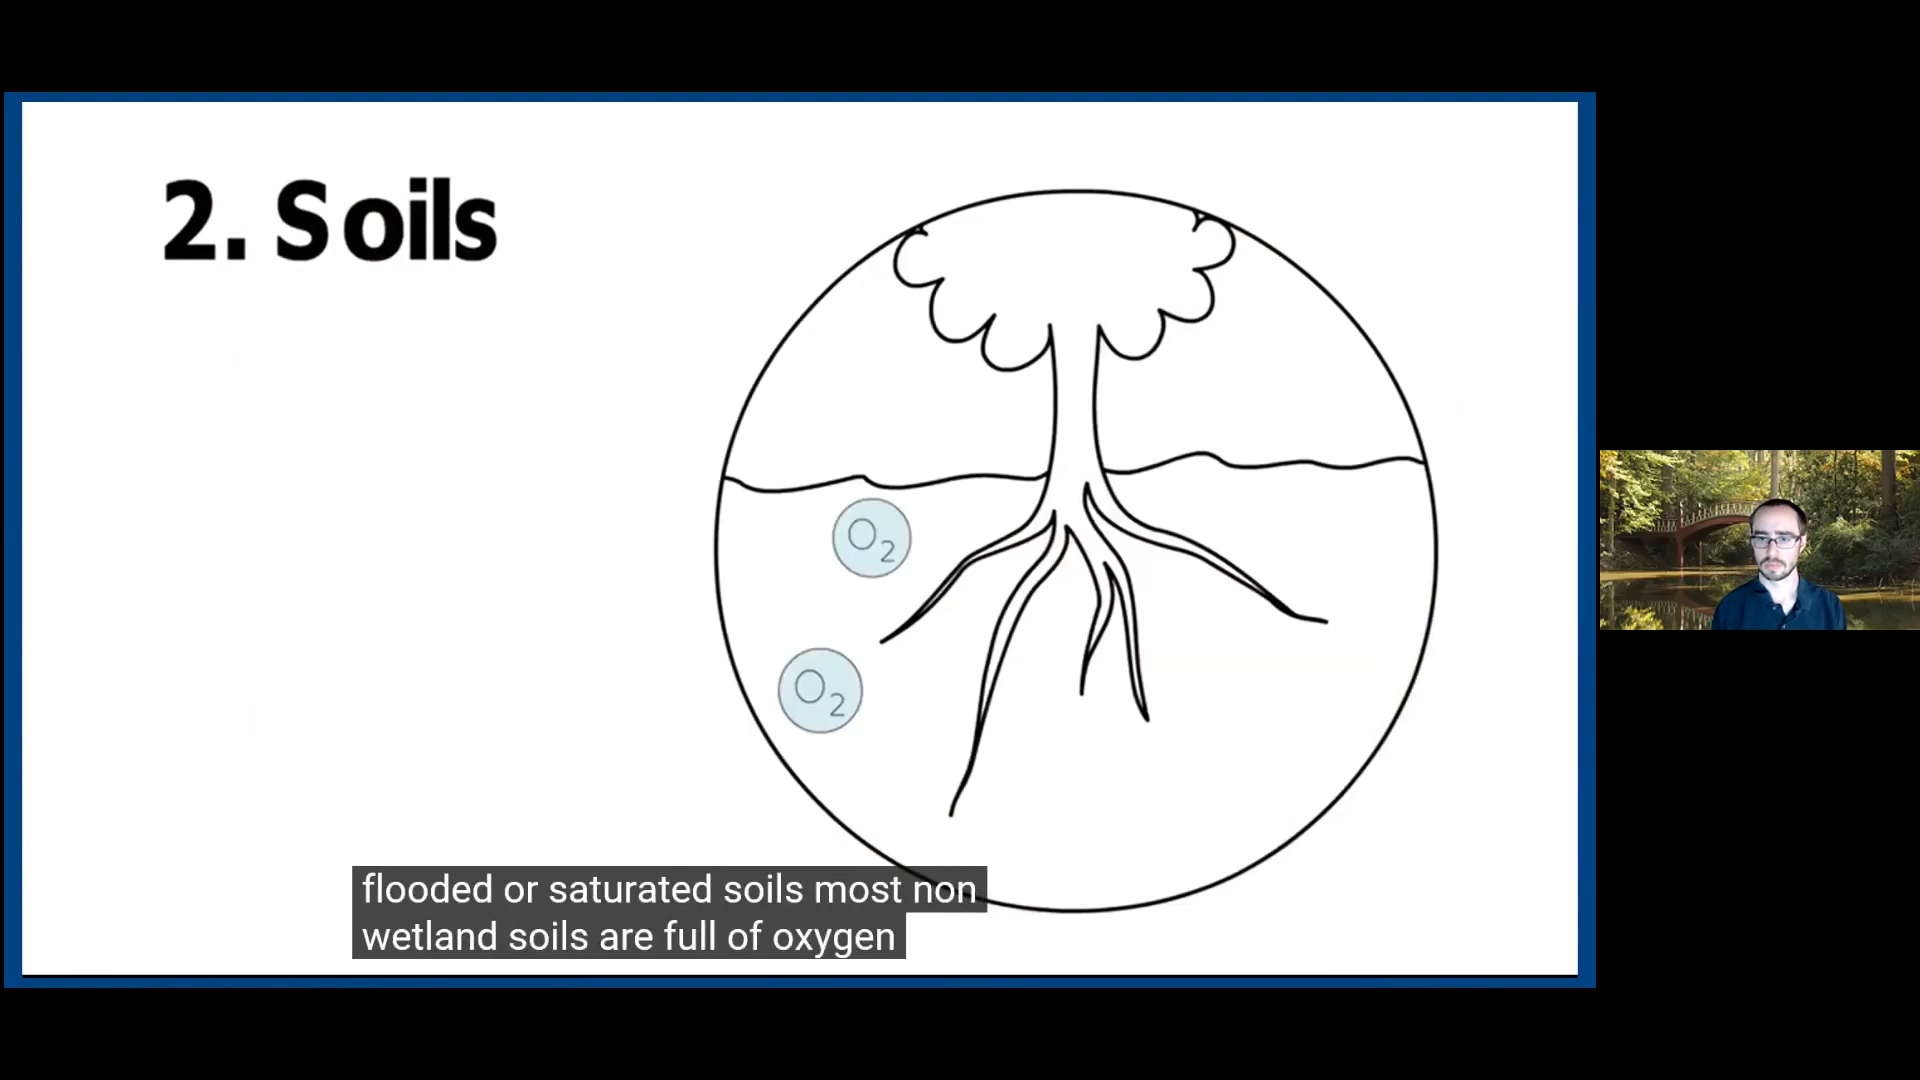 2. Soils
O2
O2
flooded or saturated soils most non
wetland soils are full of oxygen